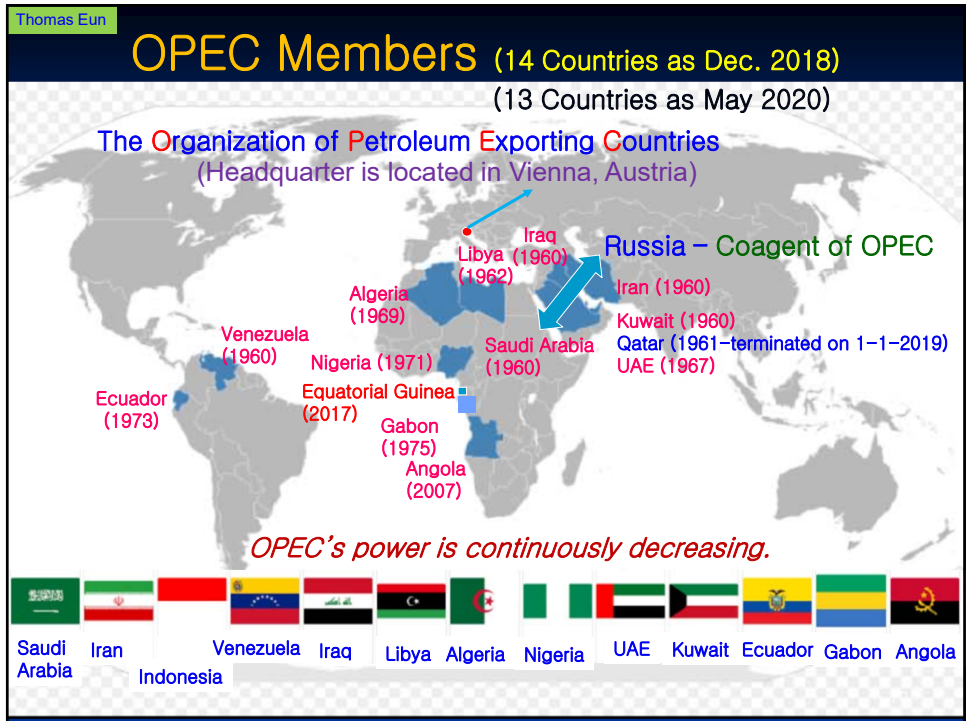 Thomas Eun
OPEC Members (14 Countries as Dec. 2018)
(13 Countries as May 2020)
The Organization of Petroleum Exporting Countries
(Headquarter is located in Vienna, Austria)
Russia – Coagent of OPEC
Iraq
(1960)
Libya
(1962)
Iran (1960)
Algeria
(1969)
Kuwait (1960)
Qatar (1961-terminated on 1-1-2019)
UAE (1967)
Venezuela
(1960)
Saudi Arabia
(1960)
Nigeria (1971)
Equatorial Guinea
(2017)
Ecuador
(1973)
Gabon
(1975)
Angola
(2007)
OPEC's power is continuously decreasing.
Saudi
Arabia
Iran
Indonesia
Venezuela
Iraq
Libya
Algeria
Nigeria
UAE
Kuwait
Ecuador
Gabon
Angola